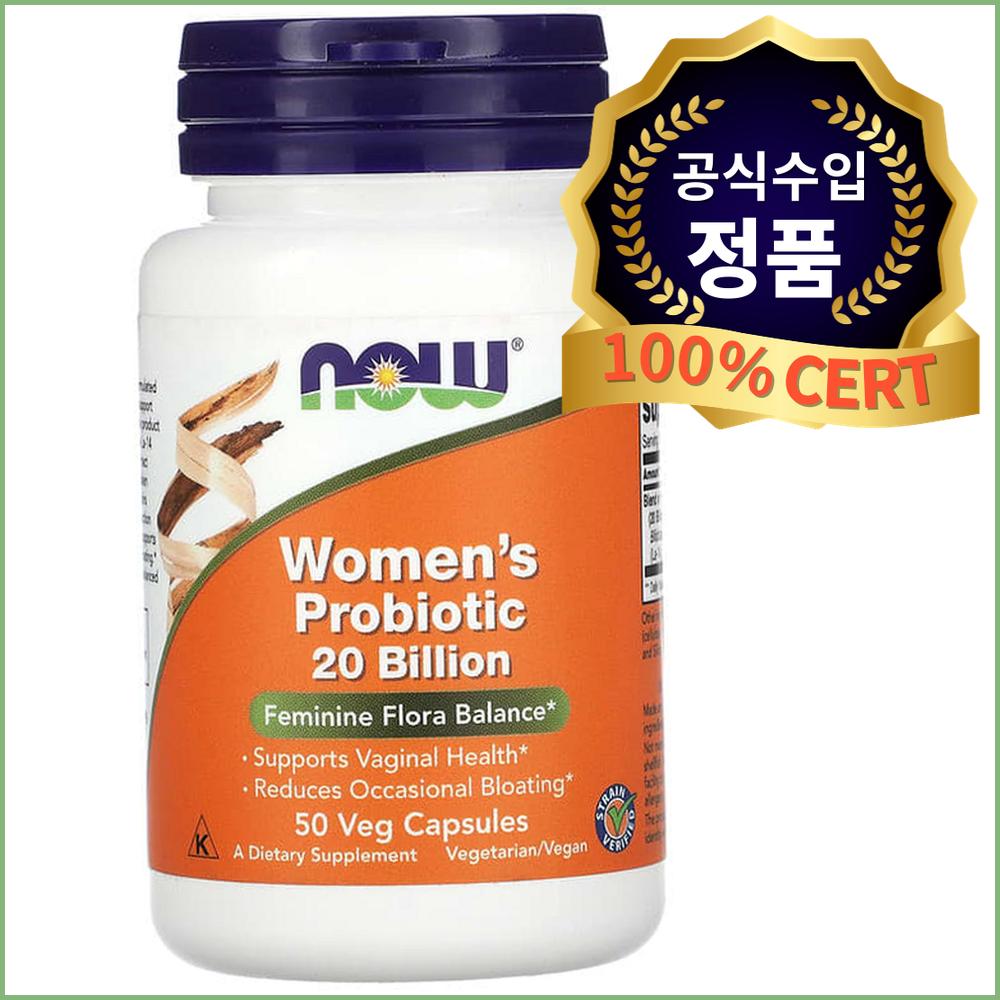 공식수입
정품
100% CERT
NOW®
Women's
Probiotic
20 Billion
Feminine Flora Balance*
• Supports Vaginal Health*
• Reduces Occasional Bloating*
50 Veg Capsules
K
A Dietary Supplement Vegetarian/Vegan
STRAIN
VERIFIED